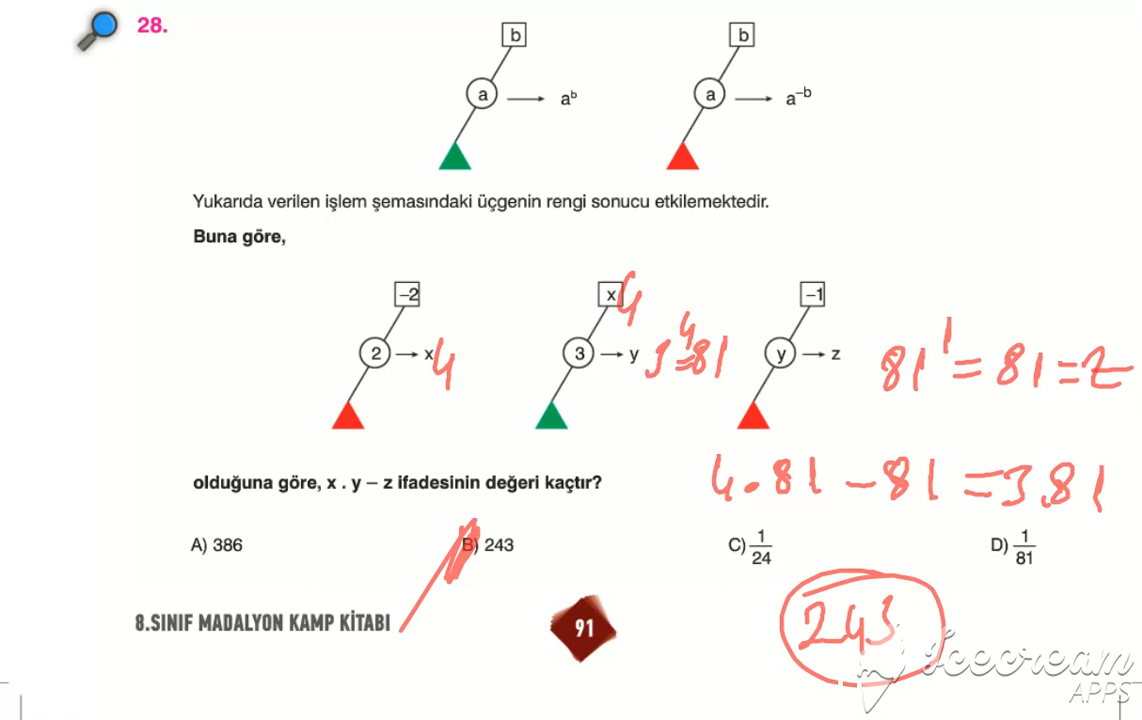 28.
b
b
a
aᵇ
a
a⁻ᵇ
Yukarıda verilen işlem şemasındaki üçgenin rengi sonucu etkilemektedir.
Buna göre,
–2
x 4
–1
2 x 4
3 y 3⁴=81
y z
81¹ = 81 = z
olduğuna göre, x . y – z ifadesinin değeri kaçtır?
4 . 81 – 81 = 3.81
A) 386
B) 243
C) 1/24
D) 1/81
243
8.SINIF MADALYON KAMP KİTABI
91
Icecream
APPS